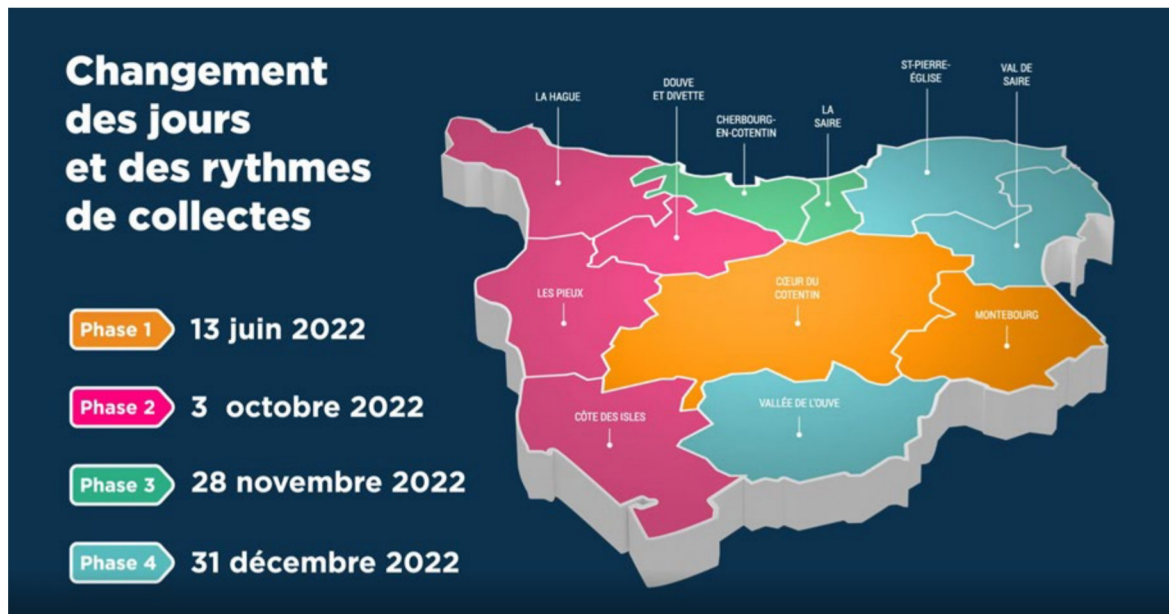 Changement
des jours
et des rythmes
de collectes
Phase 1
13 juin 2022
Phase 2
3 octobre 2022
Phase 3
28 novembre 2022
Phase 4
31 décembre 2022
LA HAGUE
DOUVE
ET DIVETTE
CHERBOURG-
EN-COTENTIN
LA
SAIRE
ST-PIERRE-
ÉGLISE
VAL DE
SAIRE
LES PIEUX
CŒUR DU
COTENTIN
MONTEBOURG
CÔTE DES ISLES
VALLÉE DE L'OUVE